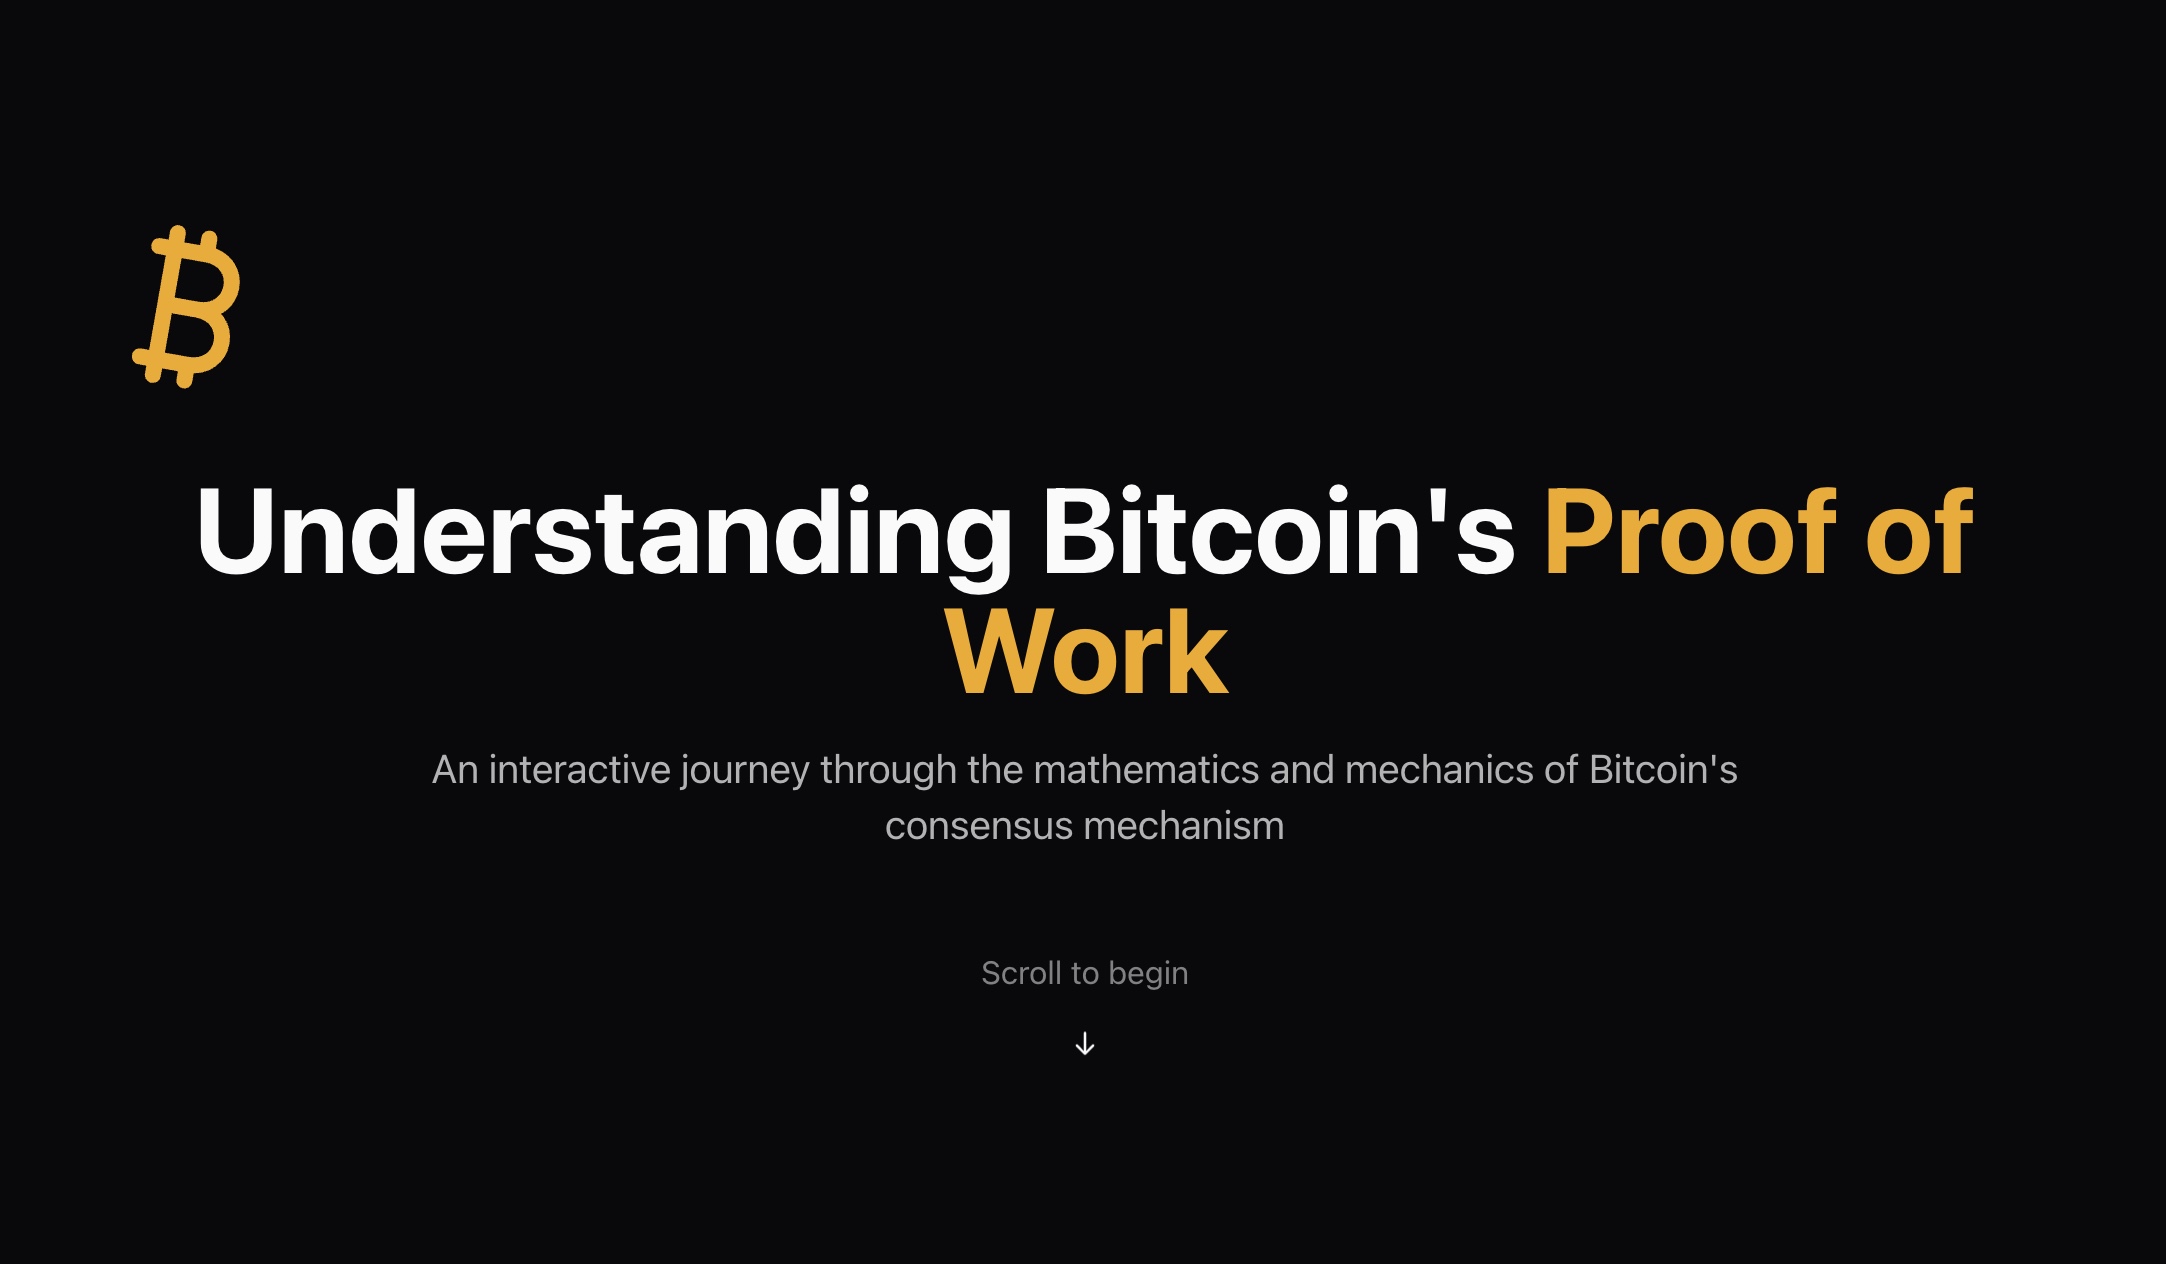 Understanding Bitcoin's Proof of
Work
An interactive journey through the mathematics and mechanics of Bitcoin's
consensus mechanism
Scroll to begin